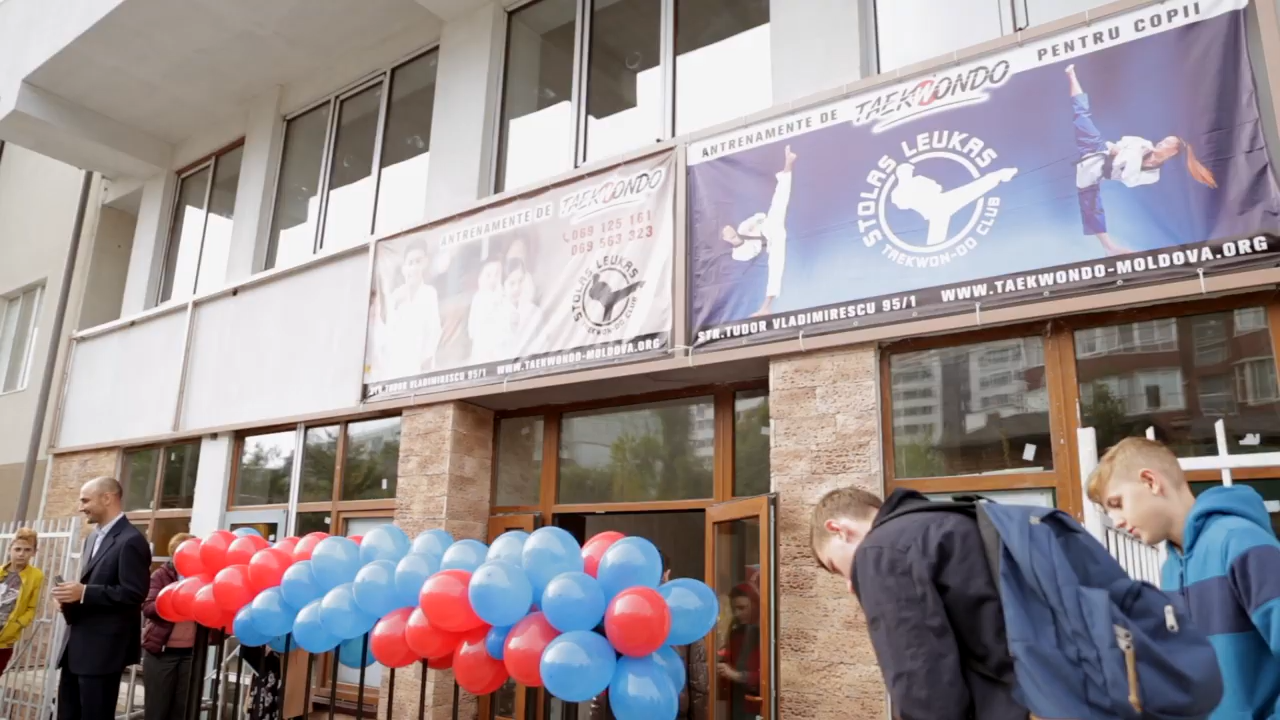 ANTRENAMENTE DE TAEKWONDO
069 125 161
069 563 323
STOLAS LEUKAS
TAEKWON-DO CLUB
STR.TUDOR VLADIMIRESCU 95/1 WWW.TAEKWONDO-MOLDOVA.ORG
ANTRENAMENTE DE TAEKWONDO PENTRU COPII
STOLAS LEUKAS
TAEKWON-DO CLUB
STR.TUDOR VLADIMIRESCU 95/1 WWW.TAEKWONDO-MOLDOVA.ORG